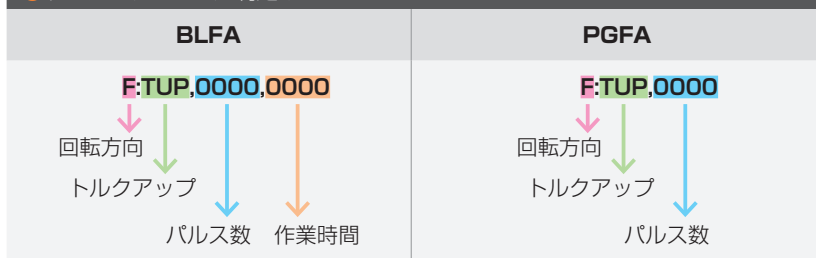 BLFA
PGFA
F:TUP,0000,0000
回転方向
トルクアップ
パルス数 作業時間
F:TUP,0000
回転方向
トルクアップ
パルス数